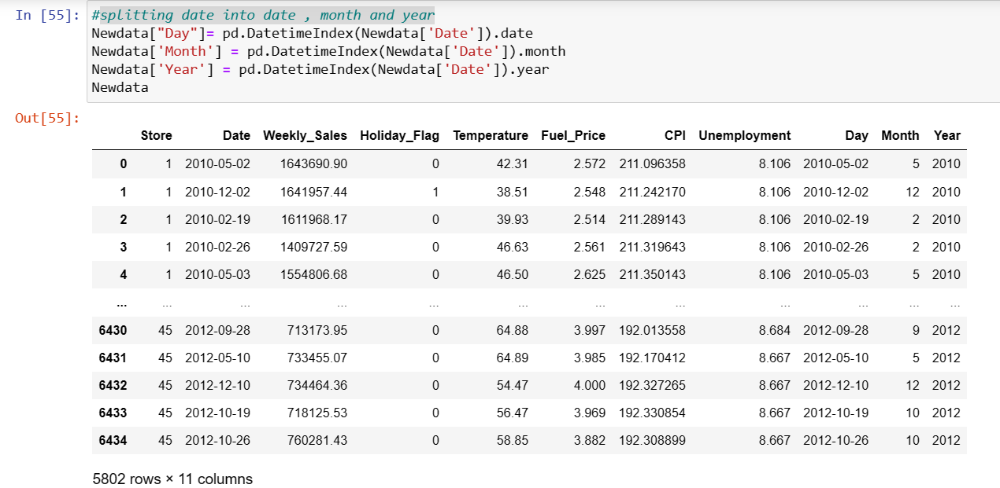 In [55]: #splitting date into date , month and year
Newdata["Day"]= pd.DatetimeIndex(Newdata['Date']).date
Newdata['Month'] = pd.DatetimeIndex(Newdata['Date']).month
Newdata['Year'] = pd.DatetimeIndex(Newdata['Date']).year
Newdata
Out[55]:
Store Date Weekly_Sales Holiday_Flag Temperature Fuel_Price CPI Unemployment Day Month Year
0 1 2010-05-02 1643690.90 0 42.31 2.572 211.096358 8.106 2010-05-02 5 2010
1 1 2010-12-02 1641957.44 1 38.51 2.548 211.242170 8.106 2010-12-02 12 2010
2 1 2010-02-19 1611968.17 0 39.93 2.514 211.289143 8.106 2010-02-19 2 2010
3 1 2010-02-26 1409727.59 0 46.63 2.561 211.319643 8.106 2010-02-26 2 2010
4 1 2010-05-03 1554806.68 0 46.50 2.625 211.350143 8.106 2010-05-03 5 2010
... ... ... ... ... ... ... ... ... ... ... ...
6430 45 2012-09-28 713173.95 0 64.88 3.997 192.013558 8.684 2012-09-28 9 2012
6431 45 2012-05-10 733455.07 0 64.89 3.985 192.170412 8.667 2012-05-10 5 2012
6432 45 2012-12-10 734464.36 0 54.47 4.000 192.327265 8.667 2012-12-10 12 2012
6433 45 2012-10-19 718125.53 0 56.47 3.969 192.330854 8.667 2012-10-19 10 2012
6434 45 2012-10-26 760281.43 0 58.85 3.882 192.308899 8.667 2012-10-26 10 2012
5802 rows × 11 columns